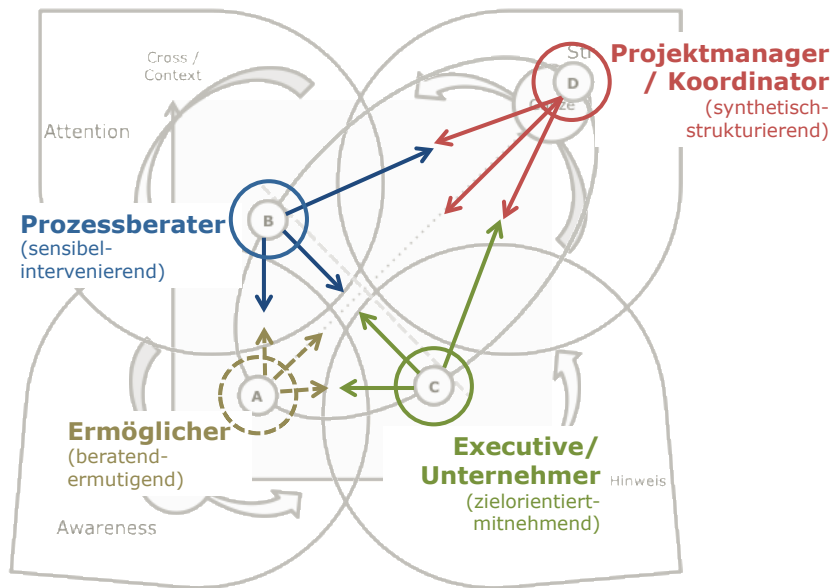 Cross /
Context
Attention
Str
D
Projektmanager
/ Koordinator
(synthetisch-
strukturierend)
B
Prozessberater
(sensibel-
intervenierend)
A
Ermöglicher
(beratend-
ermutigend)
C
Executive/
Unternehmer
(zielorientiert-
mitnehmend)
Hinweis
Awareness